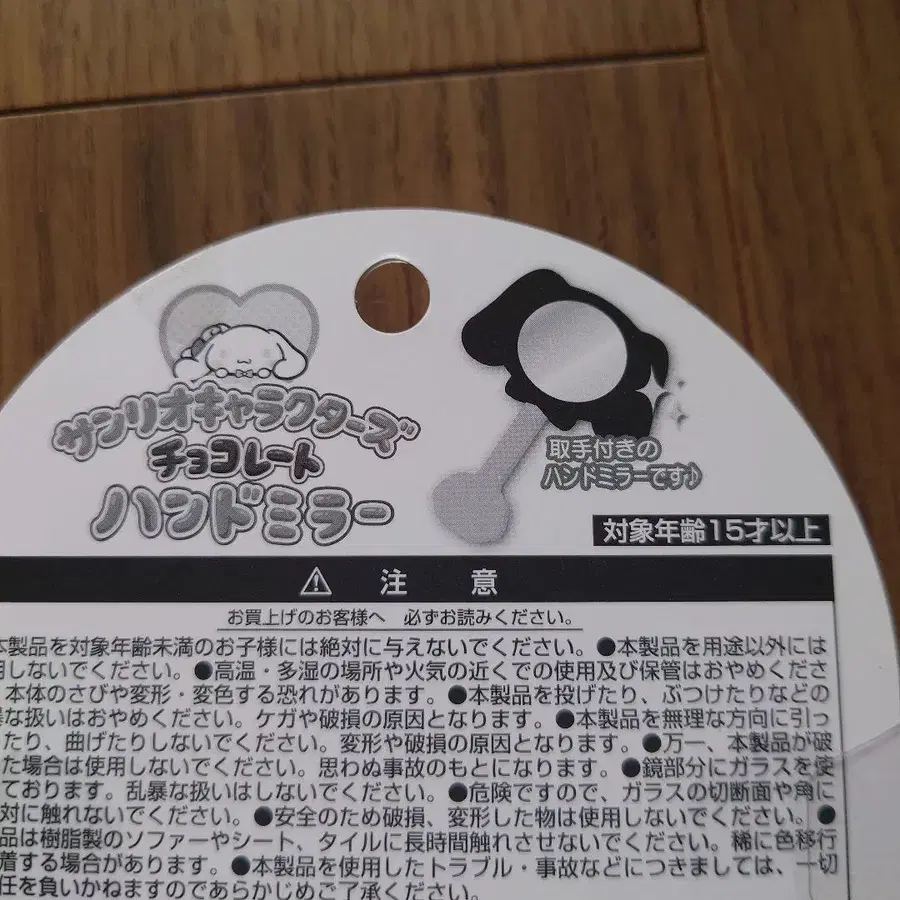 サンリオキャラクターズ
チョコレート
ハンドミラー
取手付きの
ハンドミラーです♪
対象年齢15才以上
⚠ 注 意
お買上げのお客様へ 必ずお読みください。
本製品を対象年齢未満のお子様には絶対に与えないでください。●本製品を用途以外には
用しないでください。●高温・多湿の場所や火気の近くでの使用及び保管はおやめくださ
本体のさびや変形・変色する恐れがあります。●本製品を投げたり、ぶつけたりなどの
な扱いはおやめください。ケガや破損の原因となります。●本製品を無理な方向に引っ
たり、曲げたりしないでください。変形や破損の原因となります。●万一、本製品が破
た場合は使用しないでください。思わぬ事故のもとになります。●鏡部分にガラスを使
ております。乱暴な扱いはしないでください。●危険ですので、ガラスの切断面や角に
対に触れないでください。●安全のため破損、変形した物は使用しないでください。●
品は樹脂製のソファーやシート、タイルに長時間触れさせないでください。稀に色移行
着する場合があります。●本製品を使用したトラブル・事故などにつきましては、一切
任を負いかねますのであらかじめご了承ください。